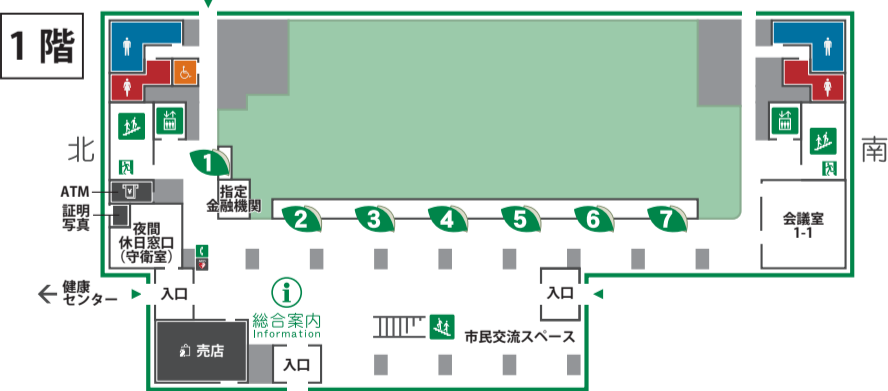 1階
北
南
1
指定
金融機関
2
3
4
5
6
7
ATM
証明
写真
夜間
休日窓口
（守衛室）
会議室
1-1
健康
センター
入口
入口
総合案内
Information
市民交流スペース
売店
入口